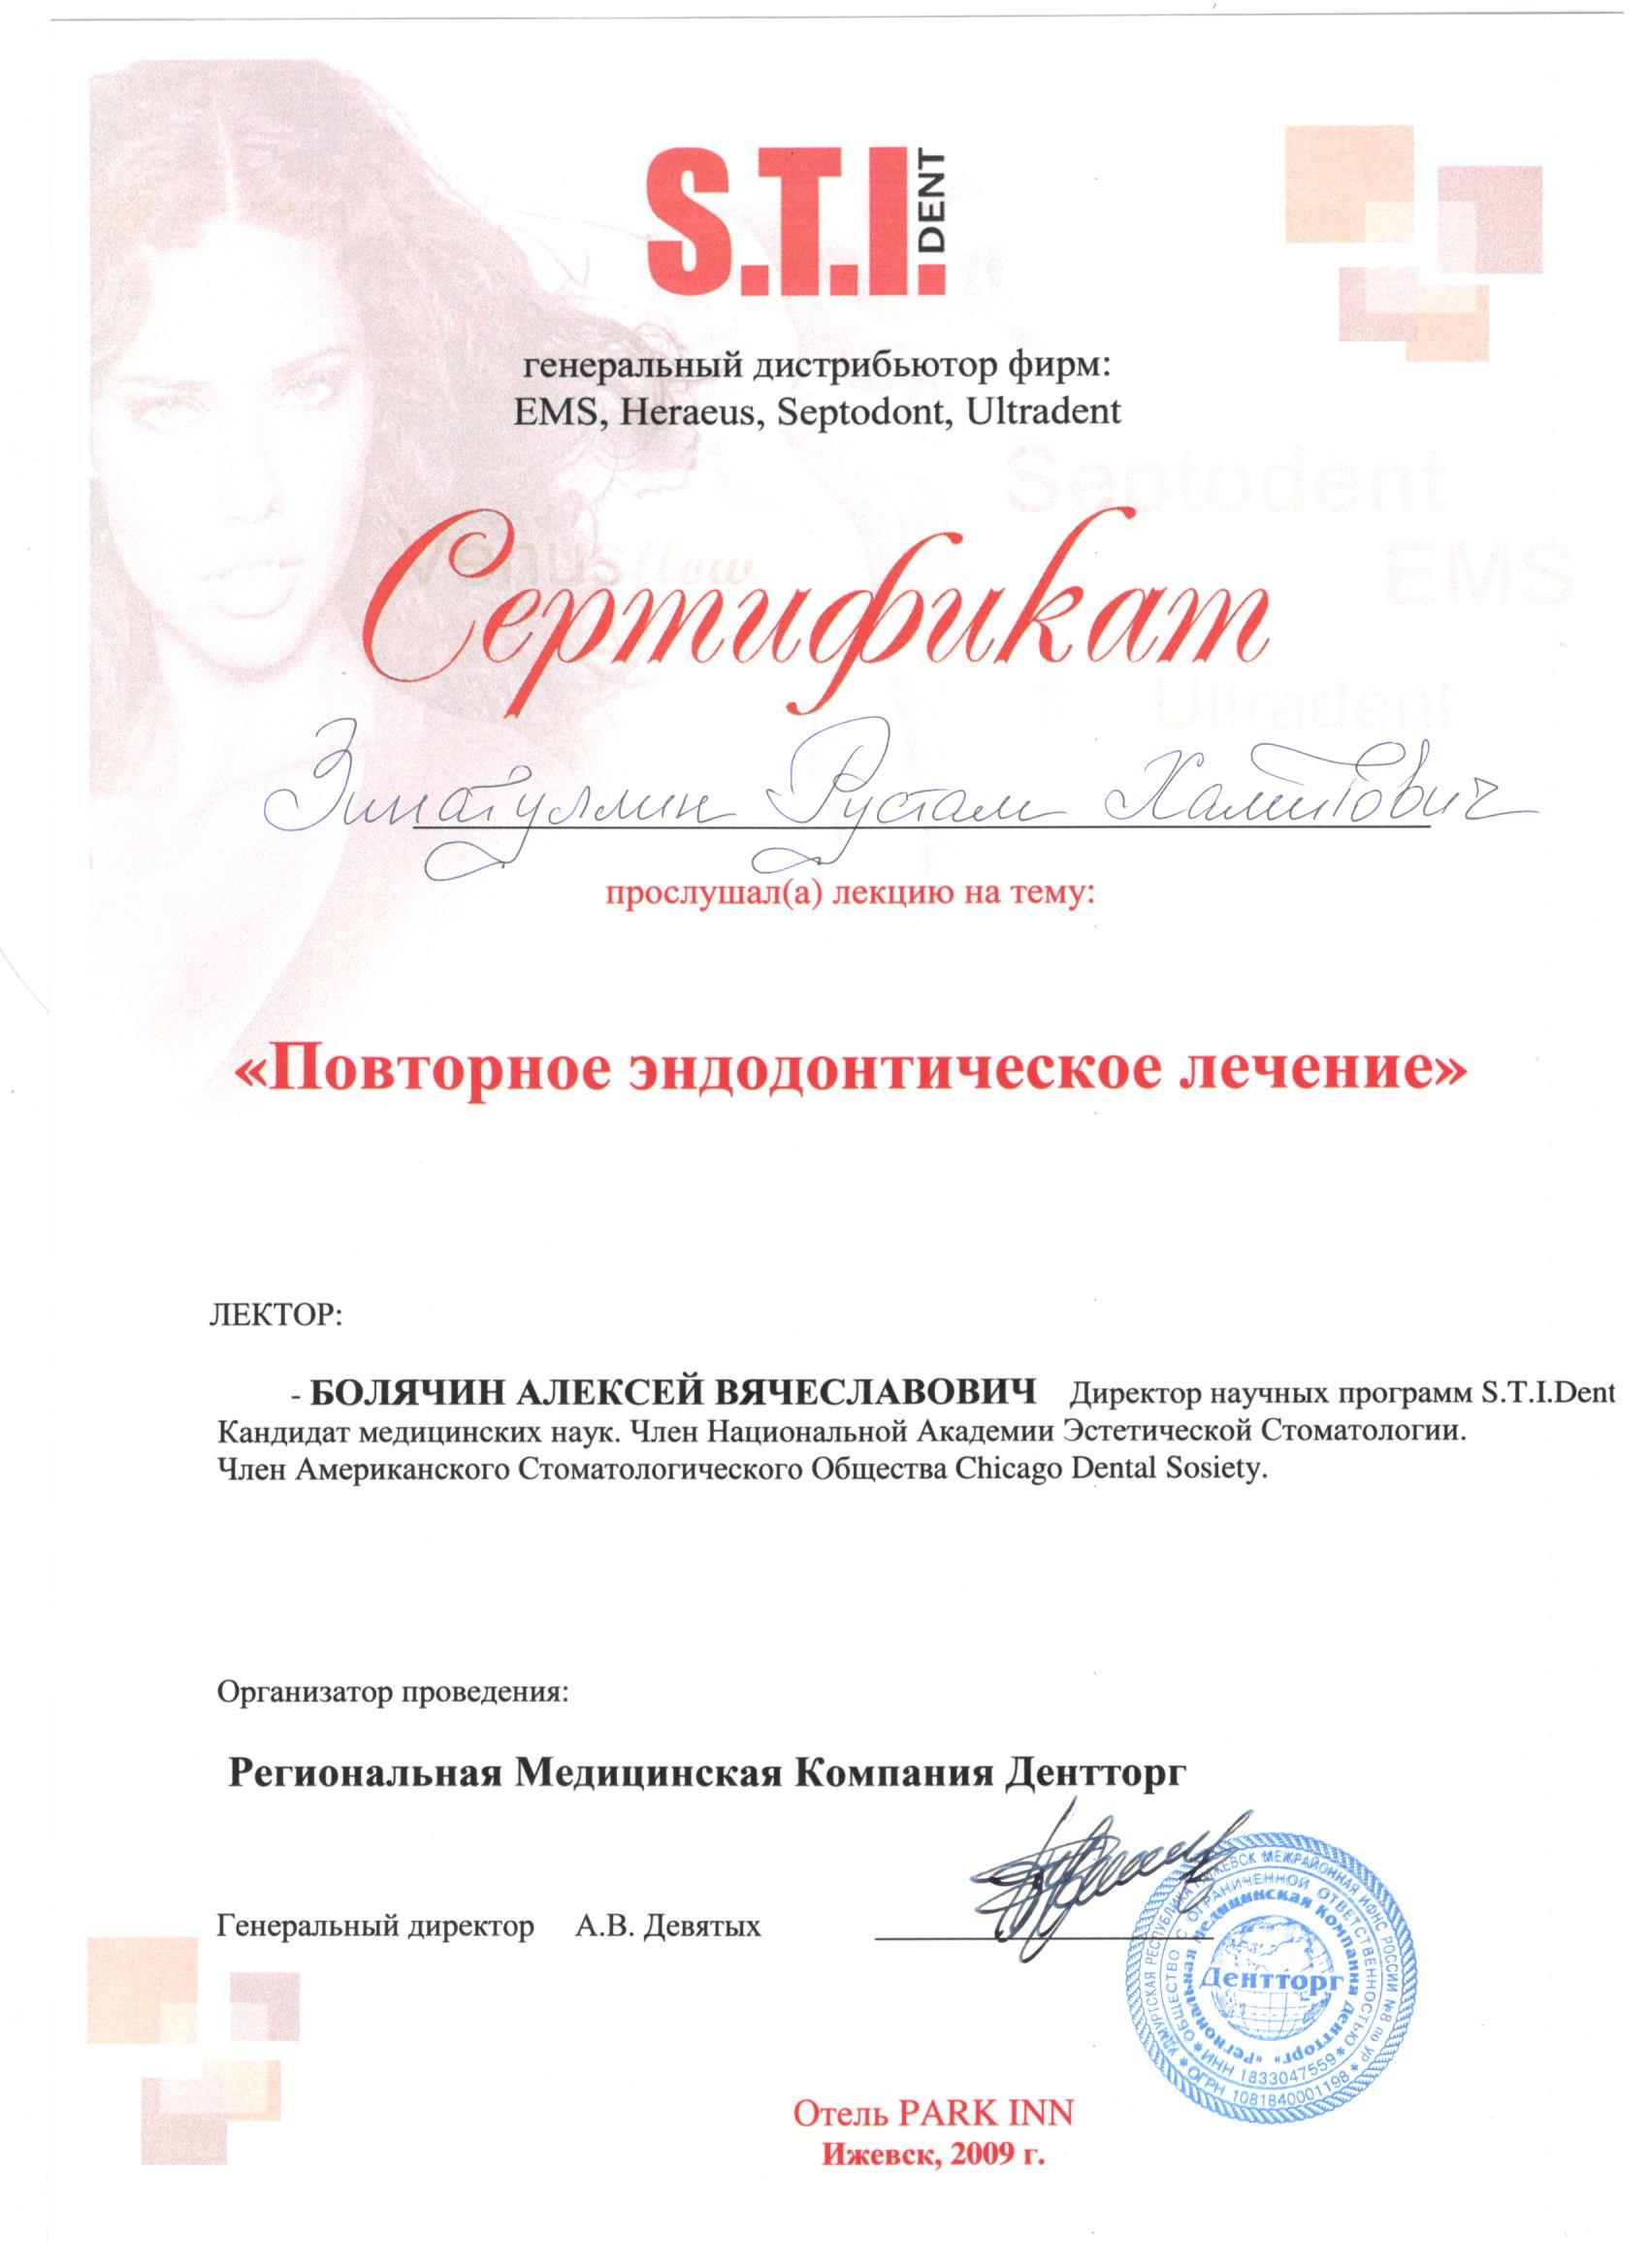 S.T.I. DENT
генеральный дистрибьютор фирм:
EMS, Heraeus, Septodont, Ultradent
Septodent
Venus flow
EMS
Сертификат
Ultradent
Зинатуллин Рустам Халитович
прослушал(а) лекцию на тему:
«Повторное эндодонтическое лечение»
ЛЕКТОР:
- БОЛЯЧИН АЛЕКСЕЙ ВЯЧЕСЛАВОВИЧ Директор научных программ S.T.I.Dent
Кандидат медицинских наук. Член Национальной Академии Эстетической Стоматологии.
Член Американского Стоматологического Общества Chicago Dental Sosiety.
Организатор проведения:
Региональная Медицинская Компания Дентторг
Генеральный директор А.В. Девятых
УДМУРТСКАЯ РЕСПУБЛИКА Г. ИЖЕВСК МЕЖРАЙОННАЯ ИФНС РОССИИ №8 по УР * ОГРН 1081840001198 *
ОБЩЕСТВО С ОГРАНИЧЕННОЙ ОТВЕТСТВЕННОСТЬЮ * ИНН 1833047559 *
"Региональная медицинская компания Дентторг"
Дентторг
Отель PARK INN
Ижевск, 2009 г.